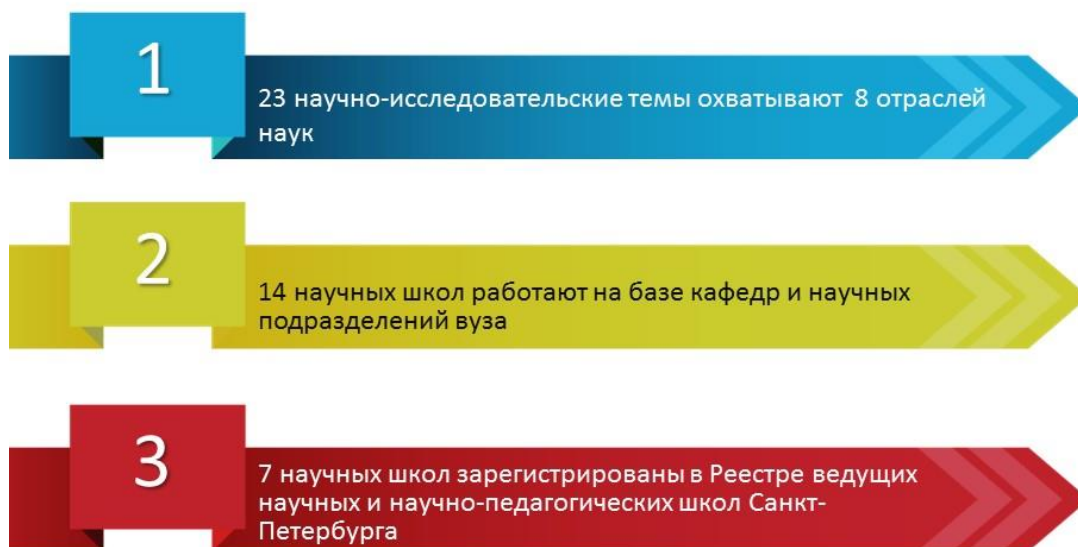 1
23 научно-исследовательские темы охватывают 8 отраслей
наук
2
14 научных школ работают на базе кафедр и научных
подразделений вуза
3
7 научных школ зарегистрированы в Реестре ведущих
научных и научно-педагогических школ Санкт-
Петербурга